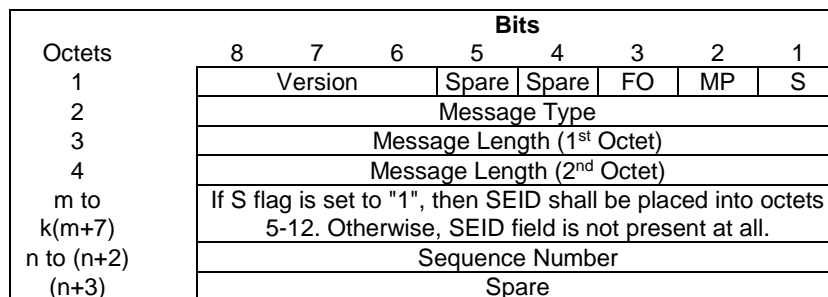 Bits
Octets 8 7 6 5 4 3 2 1
1 Version Spare Spare FO MP S
2 Message Type
3 Message Length (1st Octet)
4 Message Length (2nd Octet)
m to If S flag is set to "1", then SEID shall be placed into octets
k(m+7) 5-12. Otherwise, SEID field is not present at all.
n to (n+2) Sequence Number
(n+3) Spare